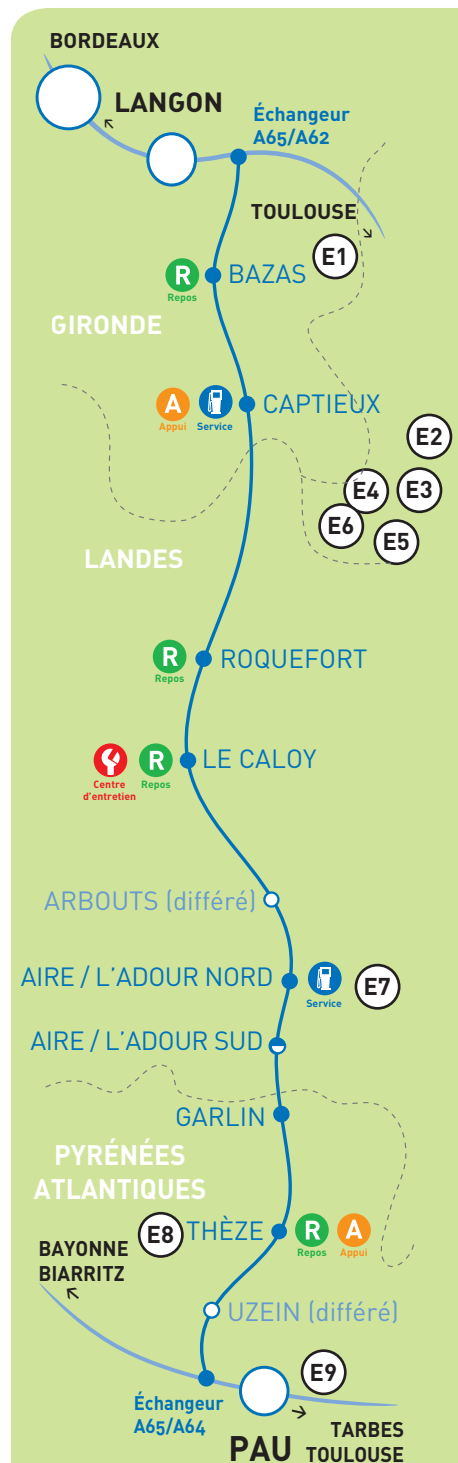 BORDEAUX
LANGON
Échangeur
A65/A62
TOULOUSE
E1
R
Repos
BAZAS
GIRONDE
A
Appui
Service
CAPTIEUX
E2
E4
E3
E6
E5
LANDES
R
Repos
ROQUEFORT
Centre
d'entretien
R
Repos
LE CALOY
ARBOUTS (différé)
AIRE / L'ADOUR NORD
Service
E7
AIRE / L'ADOUR SUD
GARLIN
PYRÉNÉES
ATLANTIQUES
E8
THÈZE
R
Repos
A
Appui
BAYONNE
BIARRITZ
UZEIN (différé)
E9
Échangeur
A65/A64
PAU
TARBES
TOULOUSE